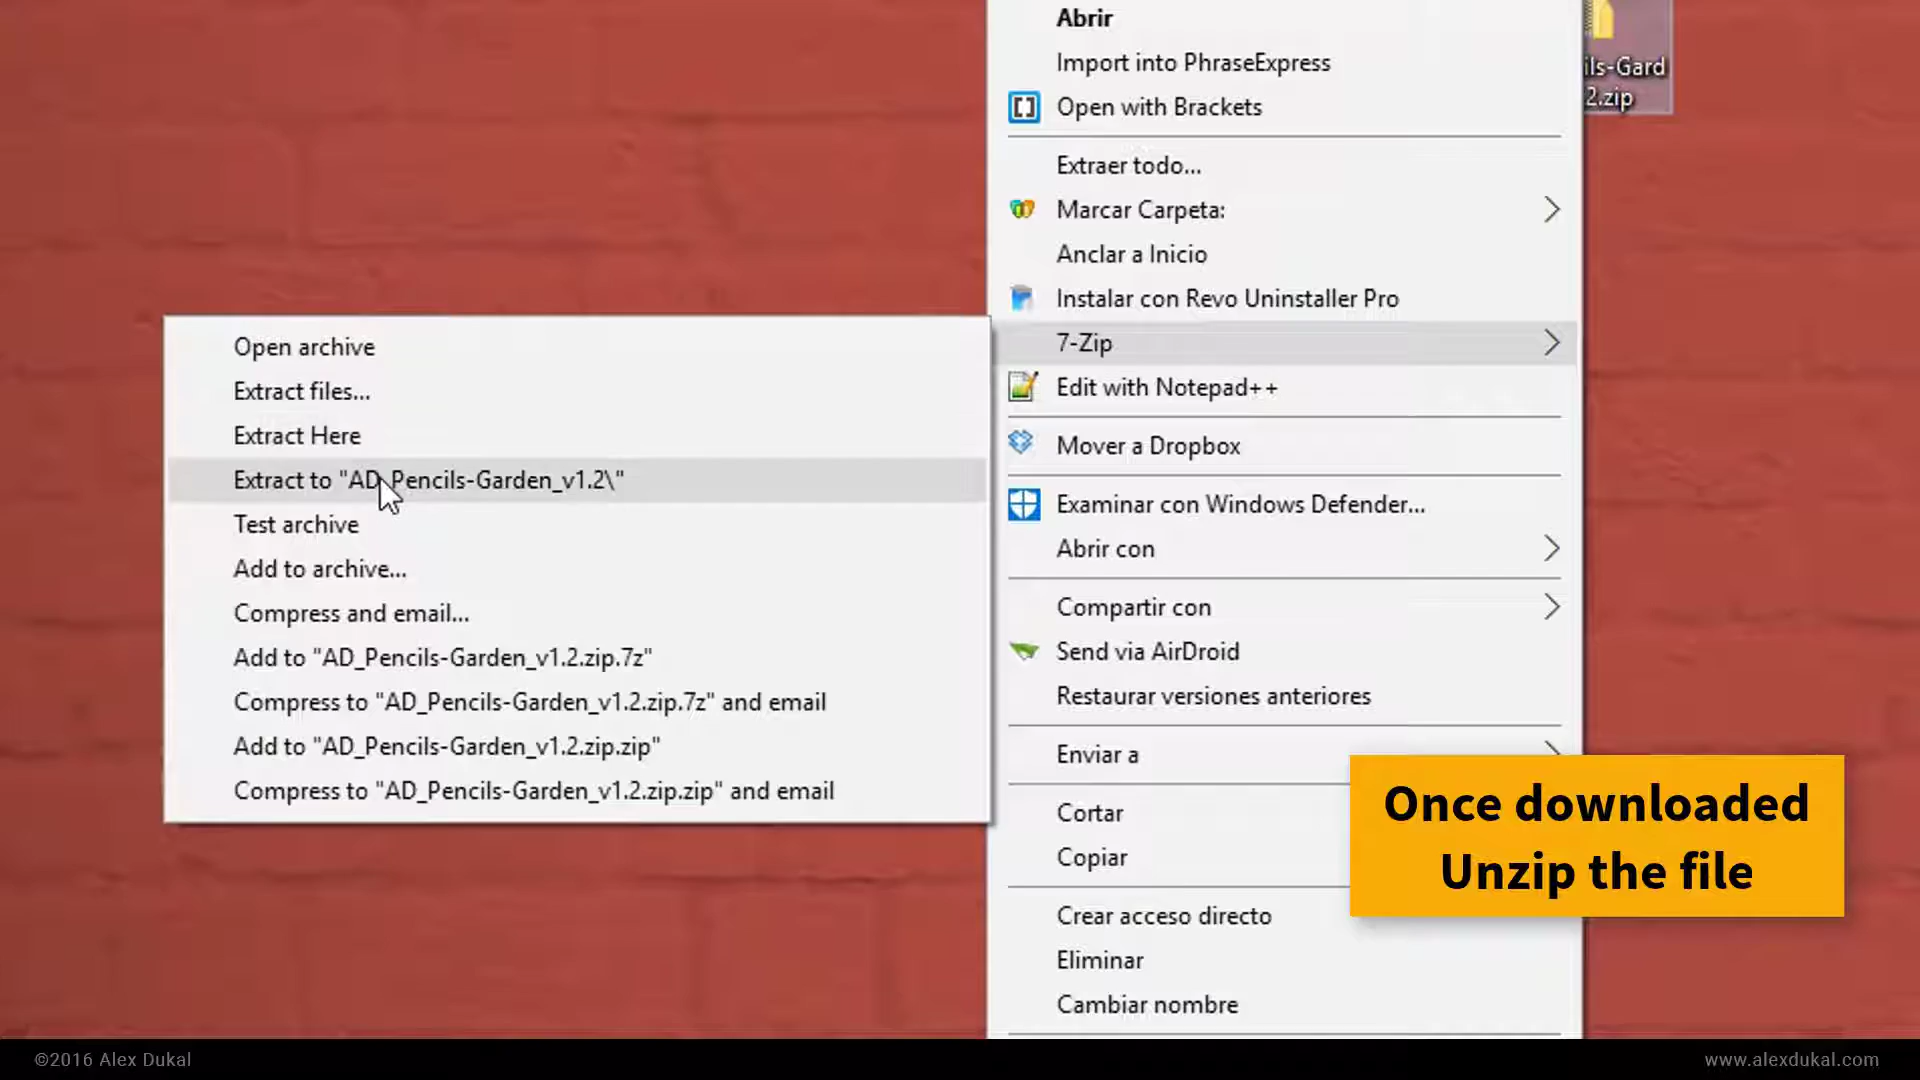 Abrir
Import into PhraseExpress
Open with Brackets
Extraer todo...
Marcar Carpeta:
Anclar a Inicio
Instalar con Revo Uninstaller Pro
7-Zip
Edit with Notepad++
Mover a Dropbox
Examinar con Windows Defender...
Abrir con
Compartir con
Send via AirDroid
Restaurar versiones anteriores
Enviar a
Cortar
Copiar
Crear acceso directo
Eliminar
Cambiar nombre
ils-Gard
2.zip
Open archive
Extract files...
Extract Here
Extract to "AD_Pencils-Garden_v1.2\"
Test archive
Add to archive...
Compress and email...
Add to "AD_Pencils-Garden_v1.2.zip.7z"
Compress to "AD_Pencils-Garden_v1.2.zip.7z" and email
Add to "AD_Pencils-Garden_v1.2.zip.zip"
Compress to "AD_Pencils-Garden_v1.2.zip.zip" and email
Once downloaded
Unzip the file
©2016 Alex Dukal
www.alexdukal.com